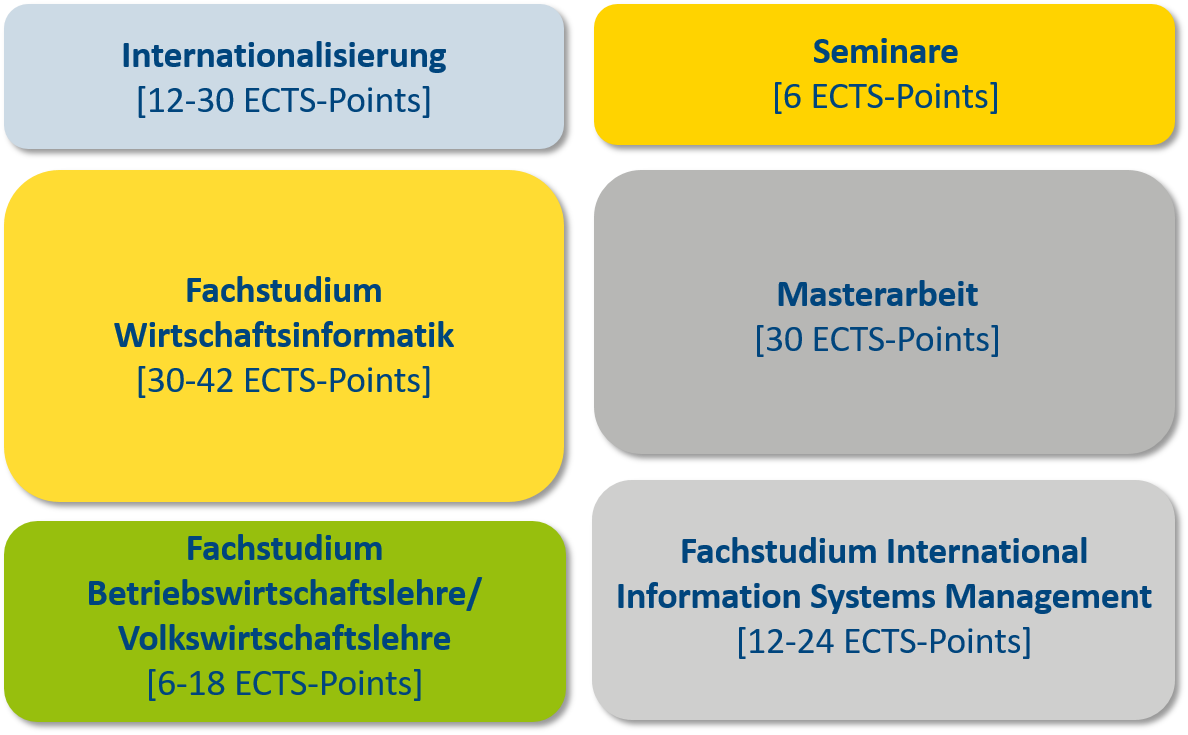 Internationalisierung
[12-30 ECTS-Points]
Seminare
[6 ECTS-Points]
Fachstudium
Wirtschaftsinformatik
[30-42 ECTS-Points]
Masterarbeit
[30 ECTS-Points]
Fachstudium
Betriebswirtschaftslehre/
Volkswirtschaftslehre
[6-18 ECTS-Points]
Fachstudium International
Information Systems Management
[12-24 ECTS-Points]